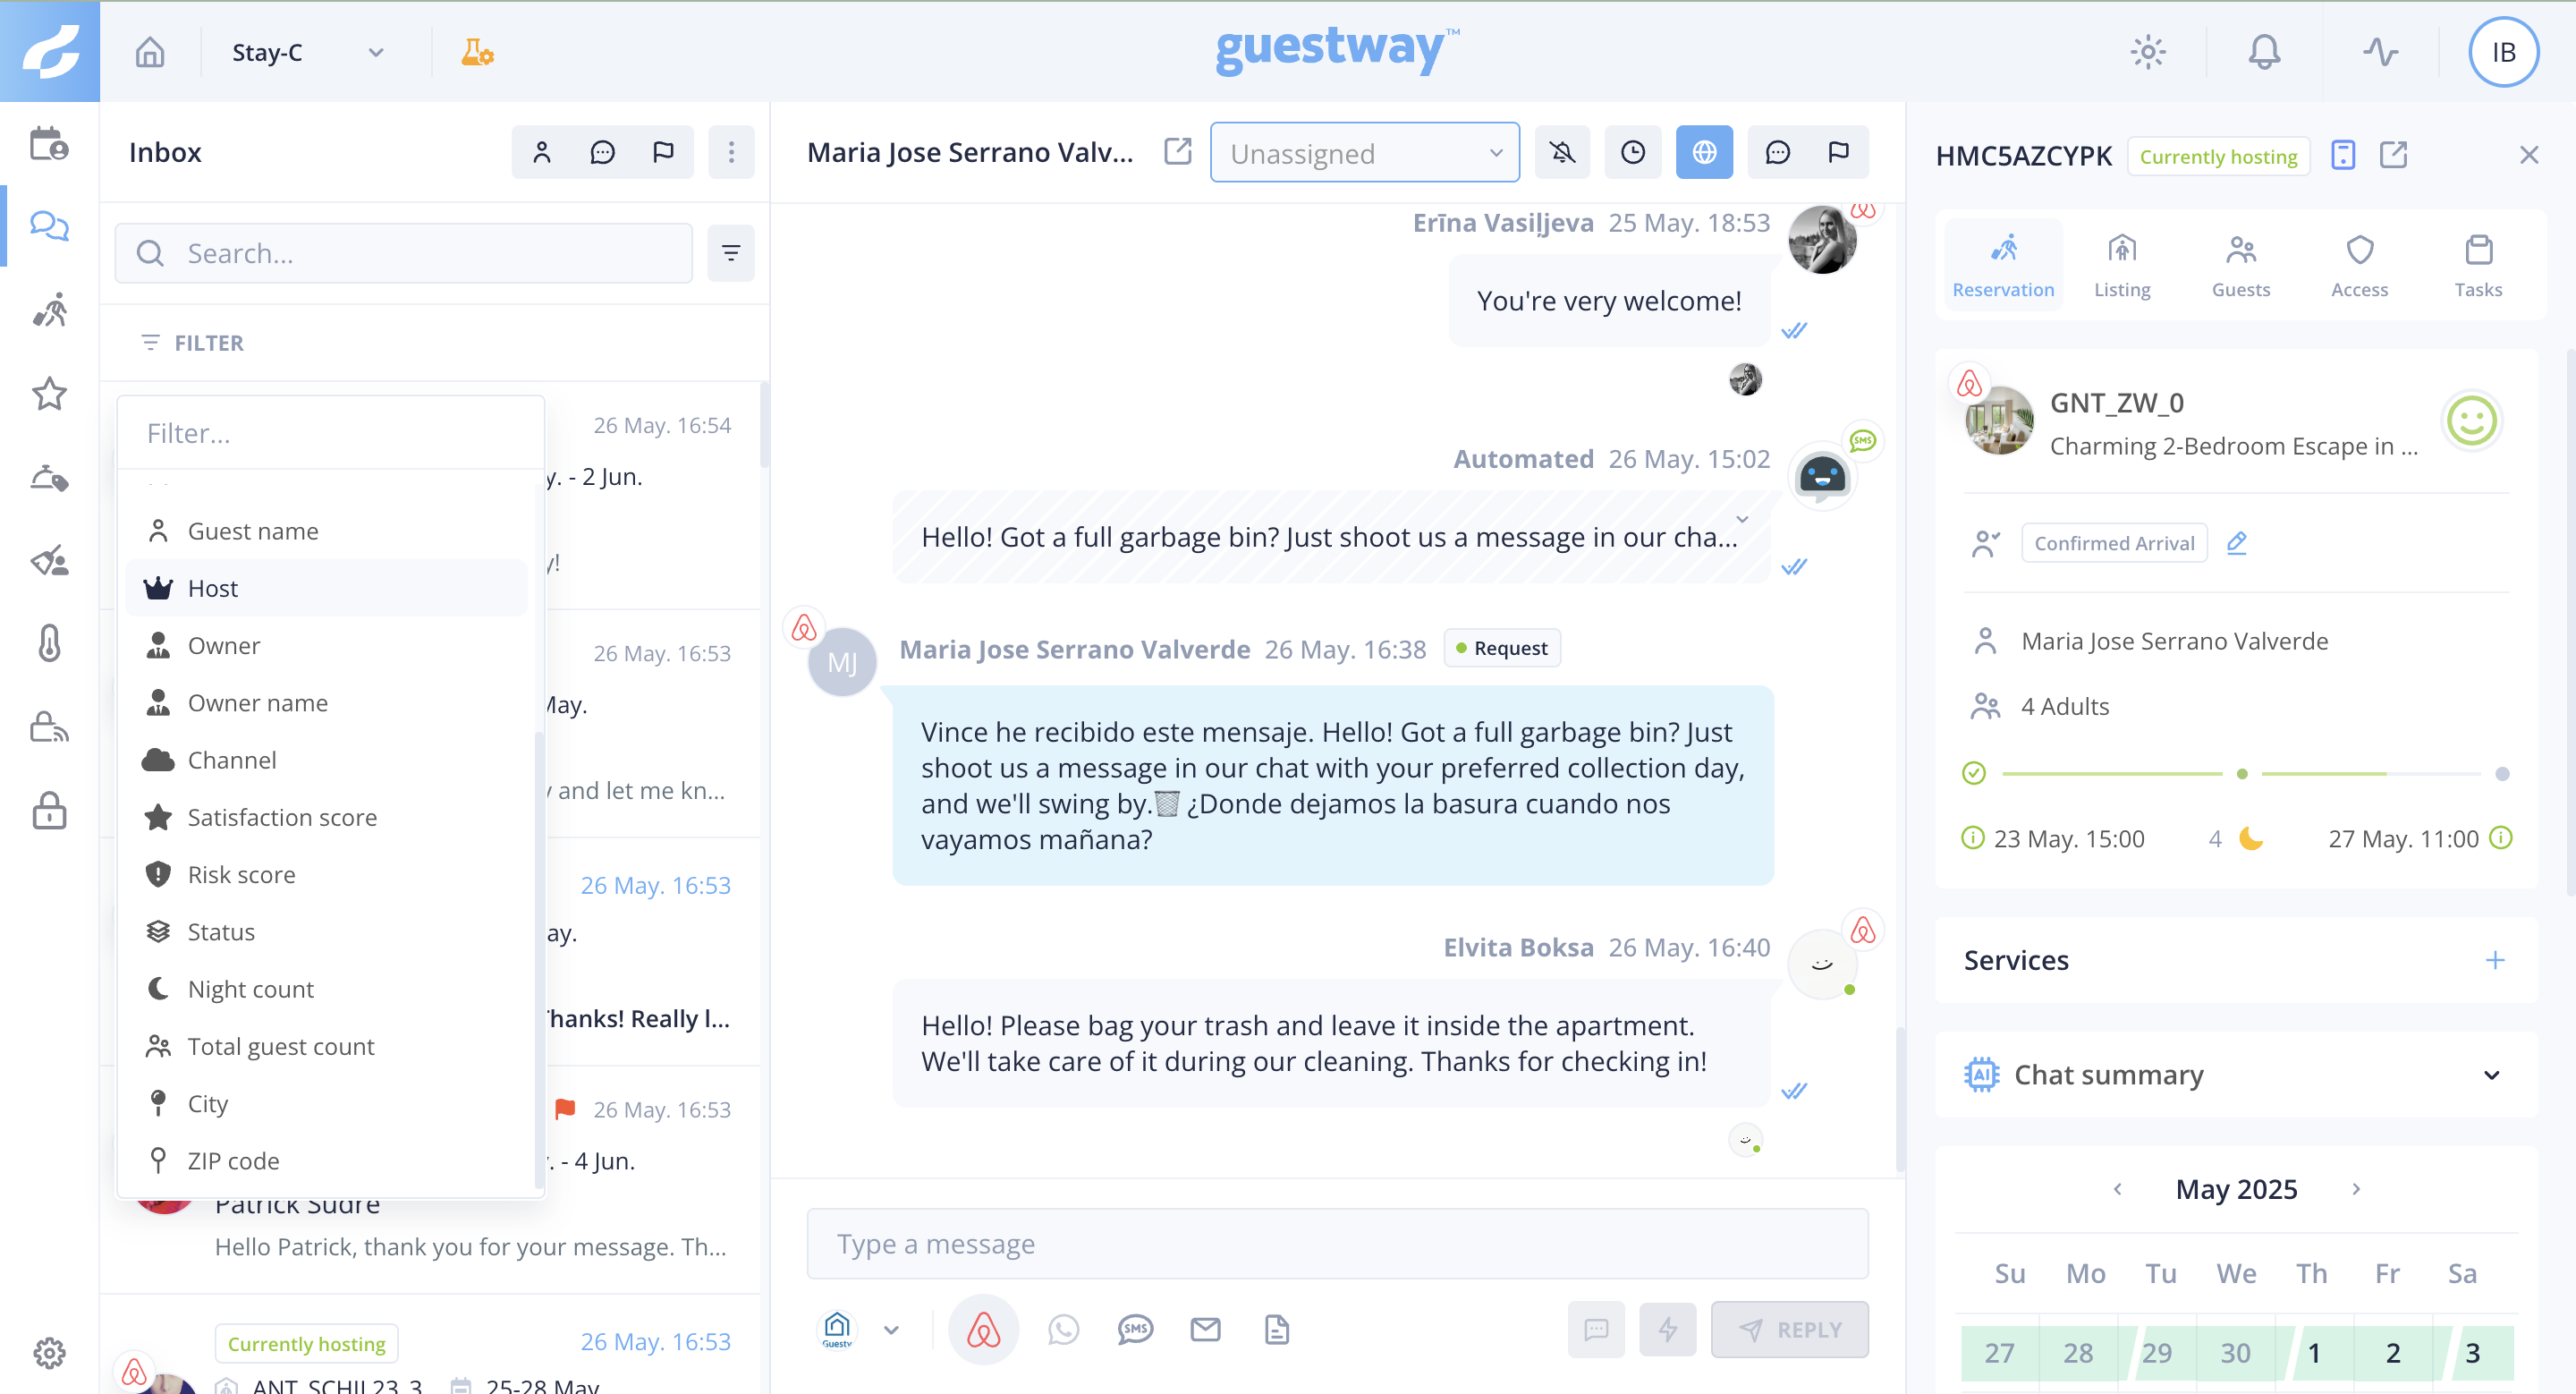 Stay-C
guestway™
IB
Inbox
Search...
FILTER
Filter...
Guest name
Host
Owner
Owner name
Channel
Satisfaction score
Risk score
Status
Night count
Total guest count
City
ZIP code
26 May. 16:54
y. - 2 Jun.
y!
26 May. 16:53
May.
y and let me kn...
26 May. 16:53
ay.
Thanks! Really l...
26 May. 16:53
y. - 4 Jun.
Patrick Sudre
Hello Patrick, thank you for your message. Th...
Currently hosting
26 May. 16:53
ANT_SCHIL23_3
25-28 May
Maria Jose Serrano Valv...
Unassigned
Erīna Vasiļjeva 25 May. 18:53
You're very welcome!
Automated 26 May. 15:02
SMS
Hello! Got a full garbage bin? Just shoot us a message in our cha...
MJ
Maria Jose Serrano Valverde 26 May. 16:38 Request
Vince he recibido este mensaje. Hello! Got a full garbage bin? Just
shoot us a message in our chat with your preferred collection day,
and we'll swing by.🗑️ ¿Donde dejamos la basura cuando nos
vayamos mañana?
Elvita Boksa 26 May. 16:40
Hello! Please bag your trash and leave it inside the apartment.
We'll take care of it during our cleaning. Thanks for checking in!
Type a message
Guesty
SMS
REPLY
HMC5AZCYPK Currently hosting
Reservation
Listing
Guests
Access
Tasks
GNT_ZW_0
Charming 2-Bedroom Escape in ...
Confirmed Arrival
Maria Jose Serrano Valverde
4 Adults
23 May. 15:00 4 27 May. 11:00
Services
AI
Chat summary
May 2025
Su Mo Tu We Th Fr Sa
27 28 29 30 1 2 3